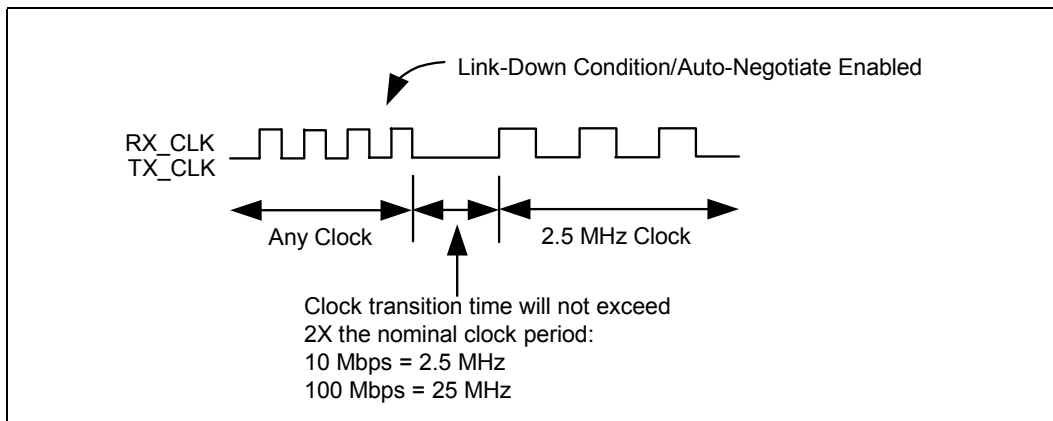 Link-Down Condition/Auto-Negotiate Enabled
RX_CLK
TX_CLK
Any Clock
2.5 MHz Clock
Clock transition time will not exceed
2X the nominal clock period:
10 Mbps = 2.5 MHz
100 Mbps = 25 MHz